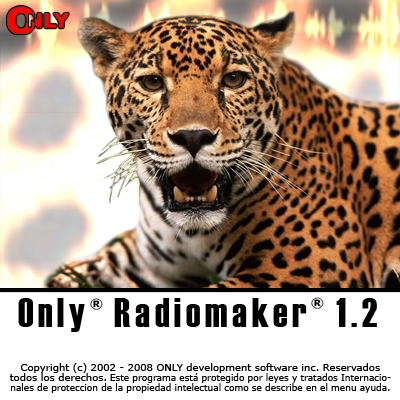 ONLY
Only® Radiomaker® 1.2
Copyright (c) 2002 - 2008 ONLY development software inc. Reservados
todos los derechos. Este programa está protegido por leyes y tratados Internacio-
nales de proteccion de la propiedad intelectual como se describe en el menu ayuda.